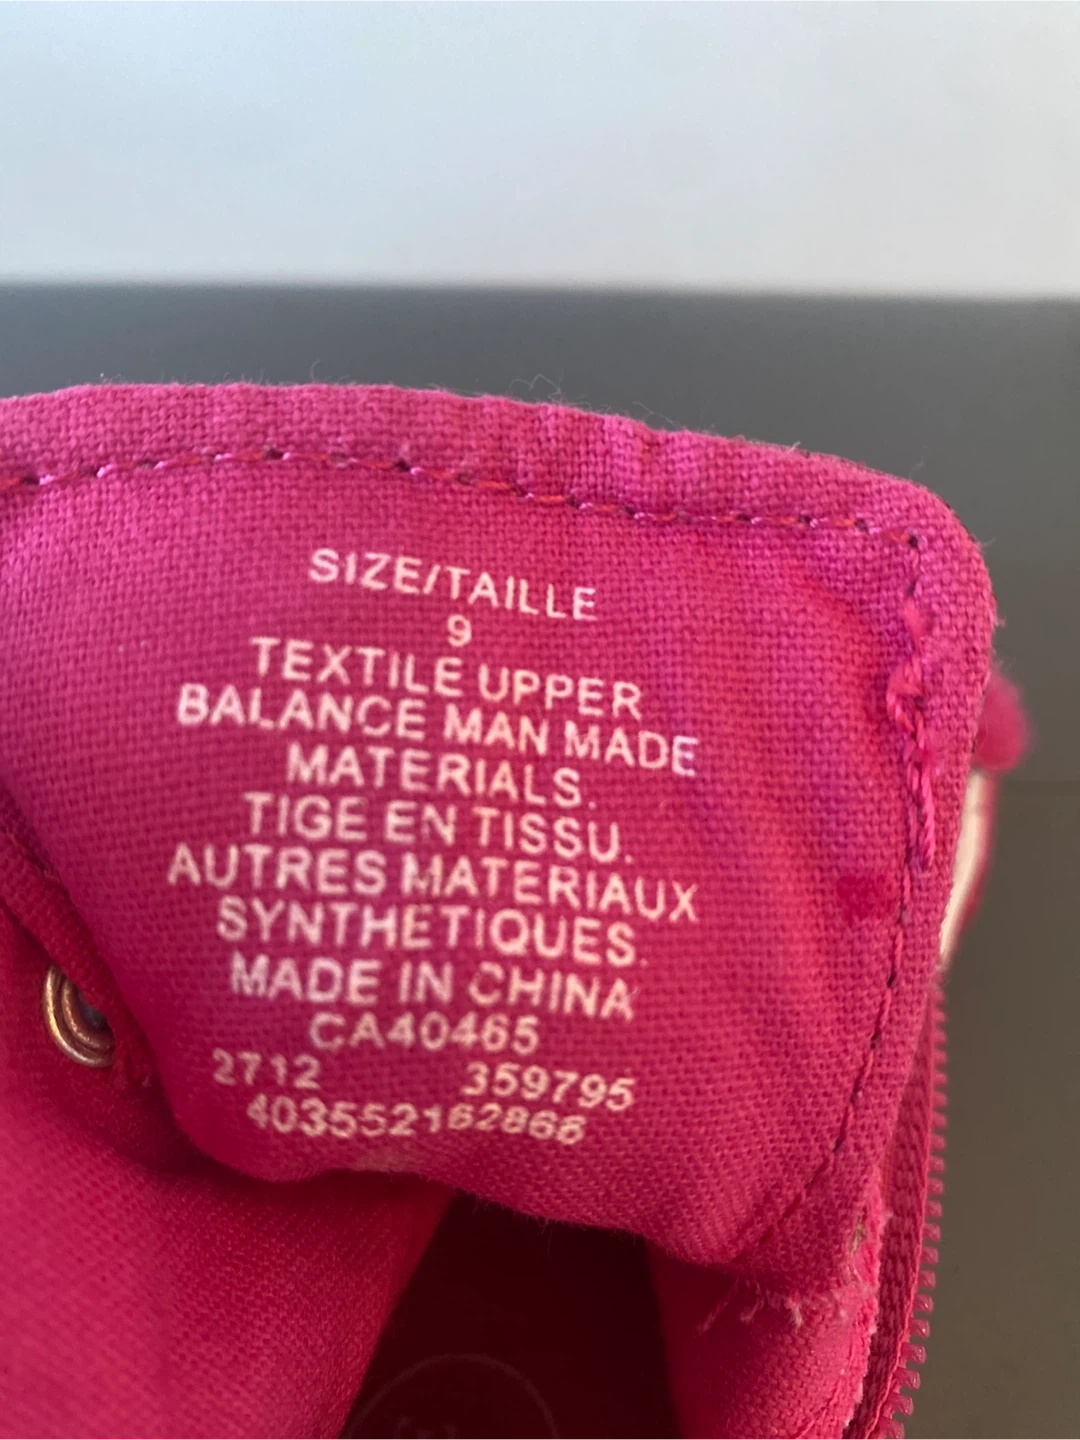 SIZE/TAILLE
9
TEXTILE UPPER
BALANCE MAN MADE
MATERIALS.
TIGE EN TISSU.
AUTRES MATERIAUX
SYNTHETIQUES.
MADE IN CHINA
CA40465
2712 359795
403552162866